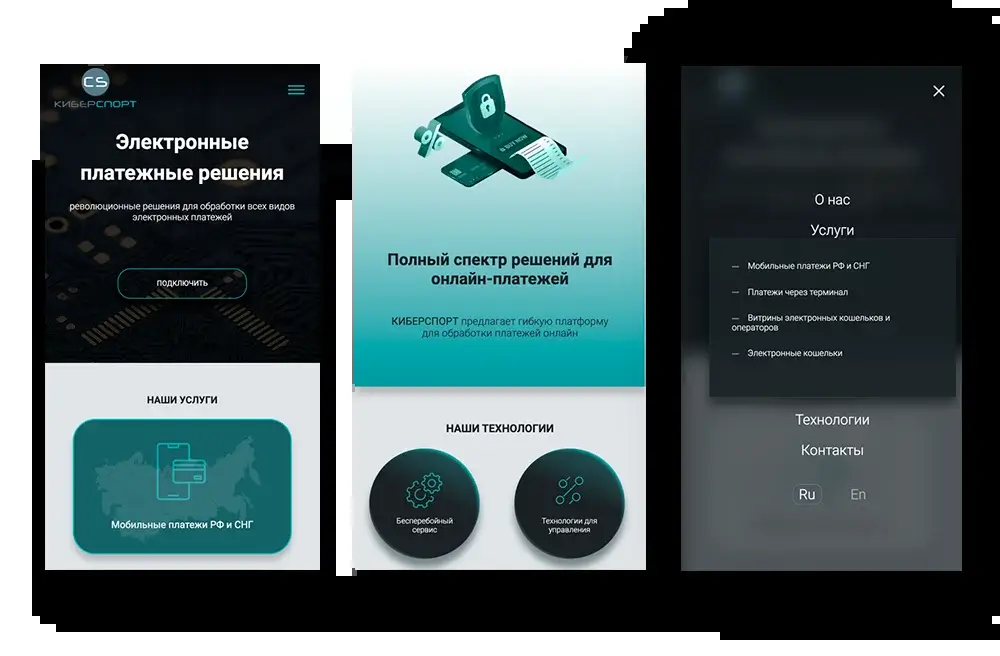 CS
КИБЕРСПОРТ
Электронные
платежные решения
революционные решения для обработки всех видов
электронных платежей
ПОДКЛЮЧИТЬ
НАШИ УСЛУГИ
Мобильные платежи РФ и СНГ
BUY NOW
Полный спектр решений для
онлайн-платежей
КИБЕРСПОРТ предлагает гибкую платформу
для обработки платежей онлайн
НАШИ ТЕХНОЛОГИИ
Бесперебойный
сервис
Технологии для
управления
О нас
Услуги
— Мобильные платежи РФ и СНГ
— Платежи через терминал
— Витрины электронных кошельков и
операторов
— Электронные кошельки
Технологии
Контакты
Ru En